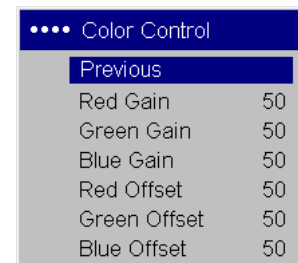 Color Control
Previous
Red Gain 50
Green Gain 50
Blue Gain 50
Red Offset 50
Green Offset 50
Blue Offset 50